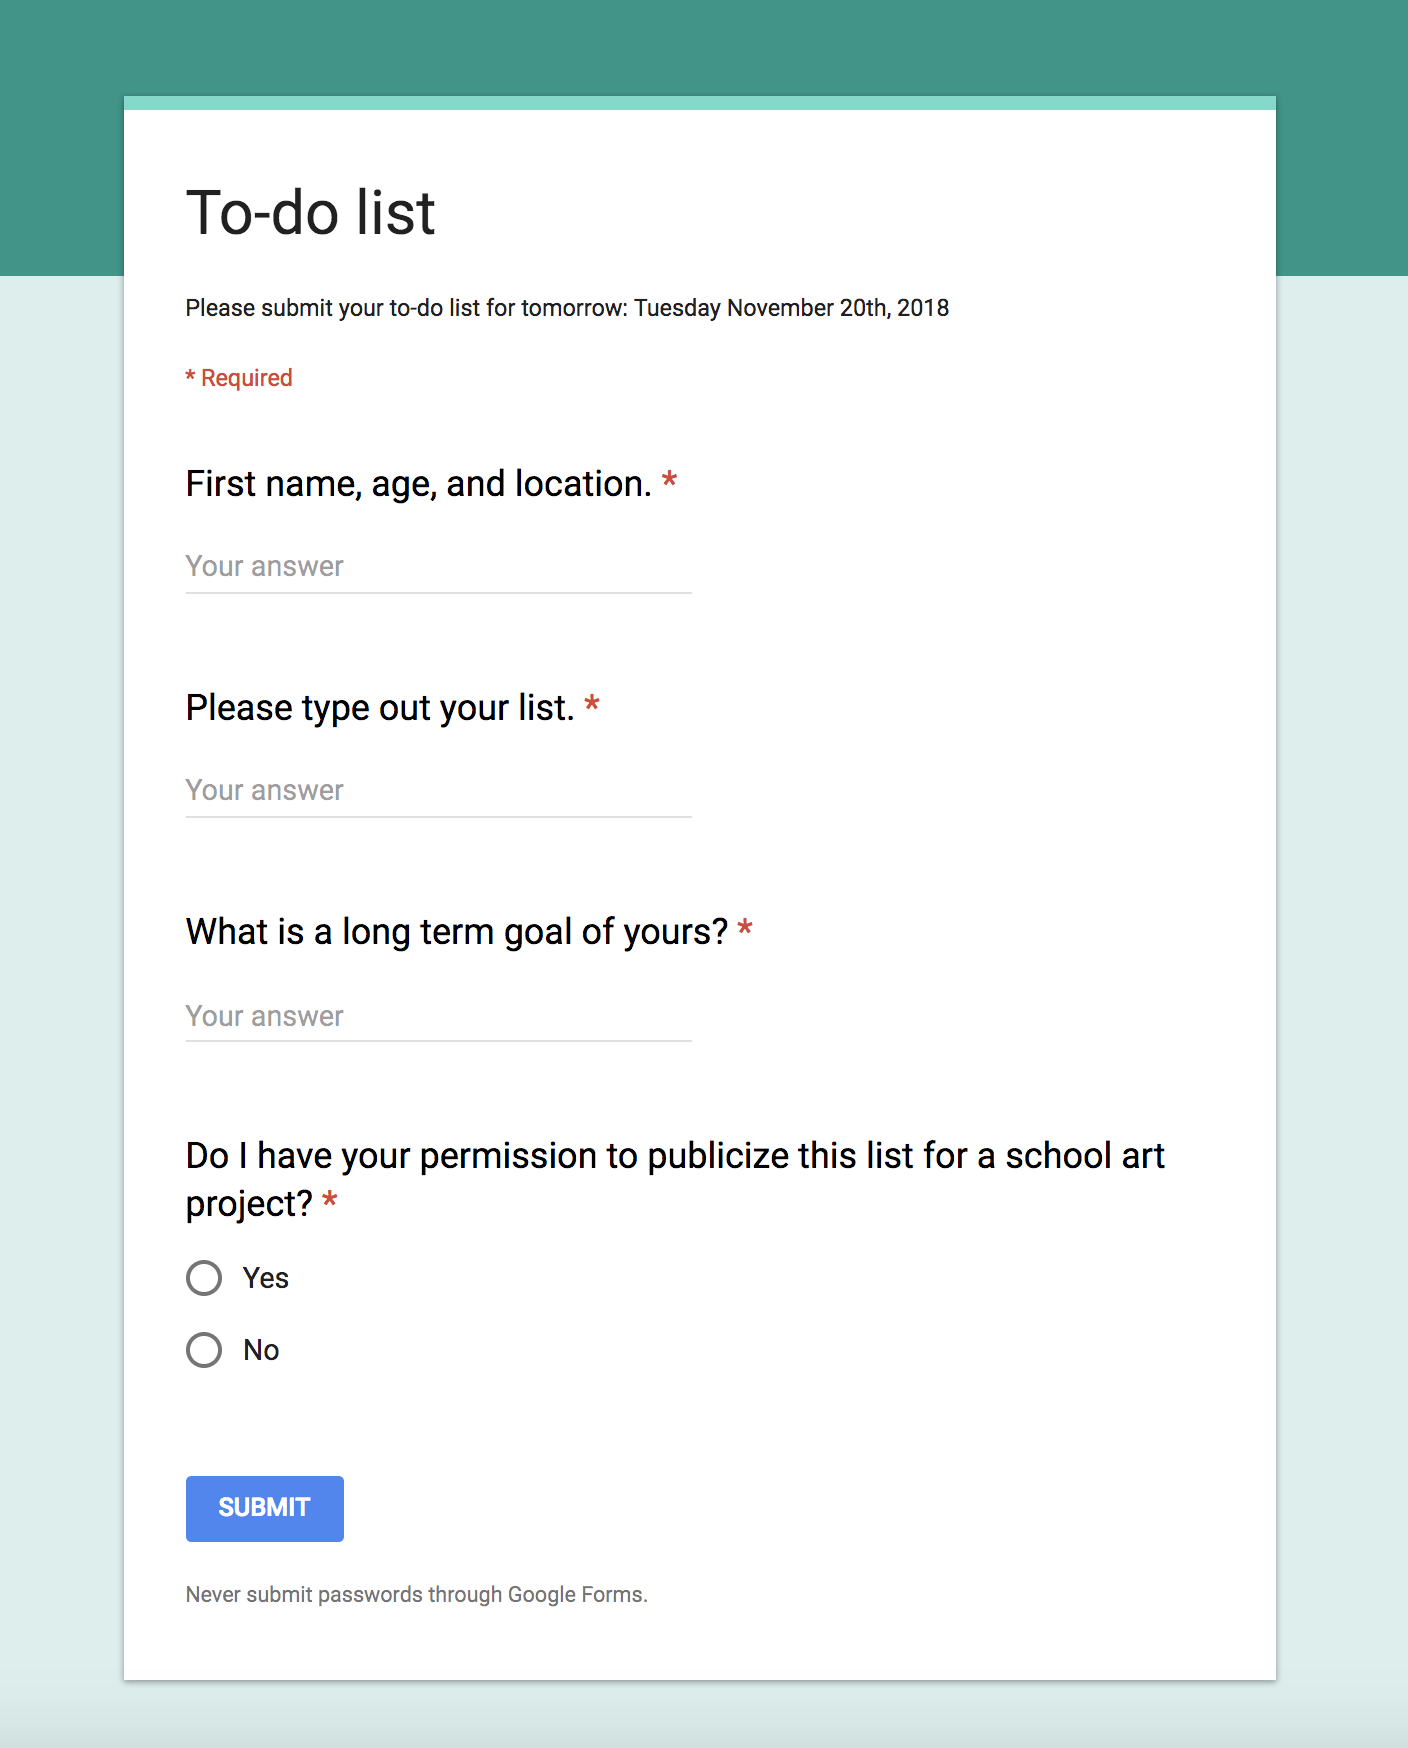 To-do list
Please submit your to-do list for tomorrow: Tuesday November 20th, 2018
* Required
First name, age, and location. *
Your answer
Please type out your list. *
Your answer
What is a long term goal of yours? *
Your answer
Do I have your permission to publicize this list for a school art
project? *
Yes
No
SUBMIT
Never submit passwords through Google Forms.